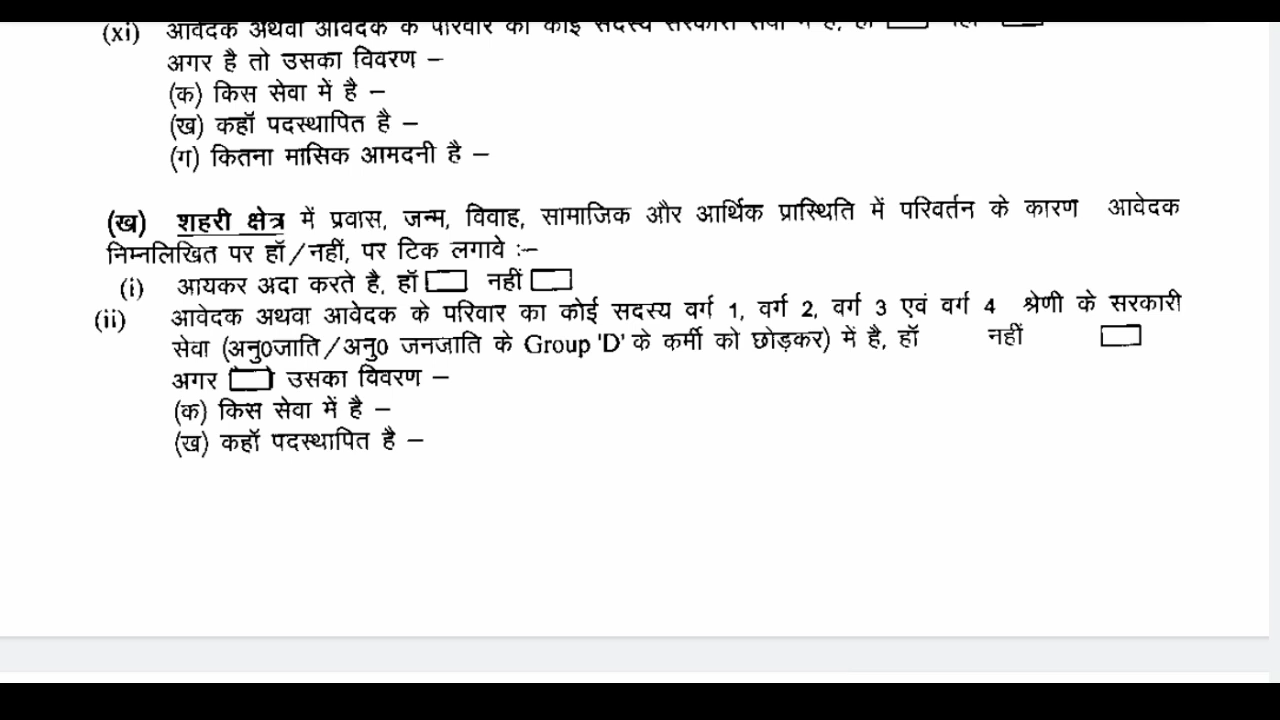 (xi) आवेदक अथवा आवेदक के परिवार का कोई सदस्य सरकारी सेवा में है, हॉ नहीं
अगर है तो उसका विवरण –
(क) किस सेवा में है –
(ख) कहॉ पदस्थापित है –
(ग) कितना मासिक आमदनी है –
(ख) शहरी क्षेत्र में प्रवास, जन्म, विवाह, सामाजिक और आर्थिक प्रास्थिति में परिवर्तन के कारण आवेदक
निम्नलिखित पर हॉ/नहीं, पर टिक लगावे :–
(i) आयकर अदा करते है, हॉ नहीं
(ii) आवेदक अथवा आवेदक के परिवार का कोई सदस्य वर्ग 1, वर्ग 2, वर्ग 3 एवं वर्ग 4 श्रेणी के सरकारी
सेवा (अनु0जाति/अनु0 जनजाति के Group 'D' के कर्मी को छोड़कर) में है, हॉ नहीं
अगर उसका विवरण –
(क) किस सेवा में है –
(ख) कहॉ पदस्थापित है –